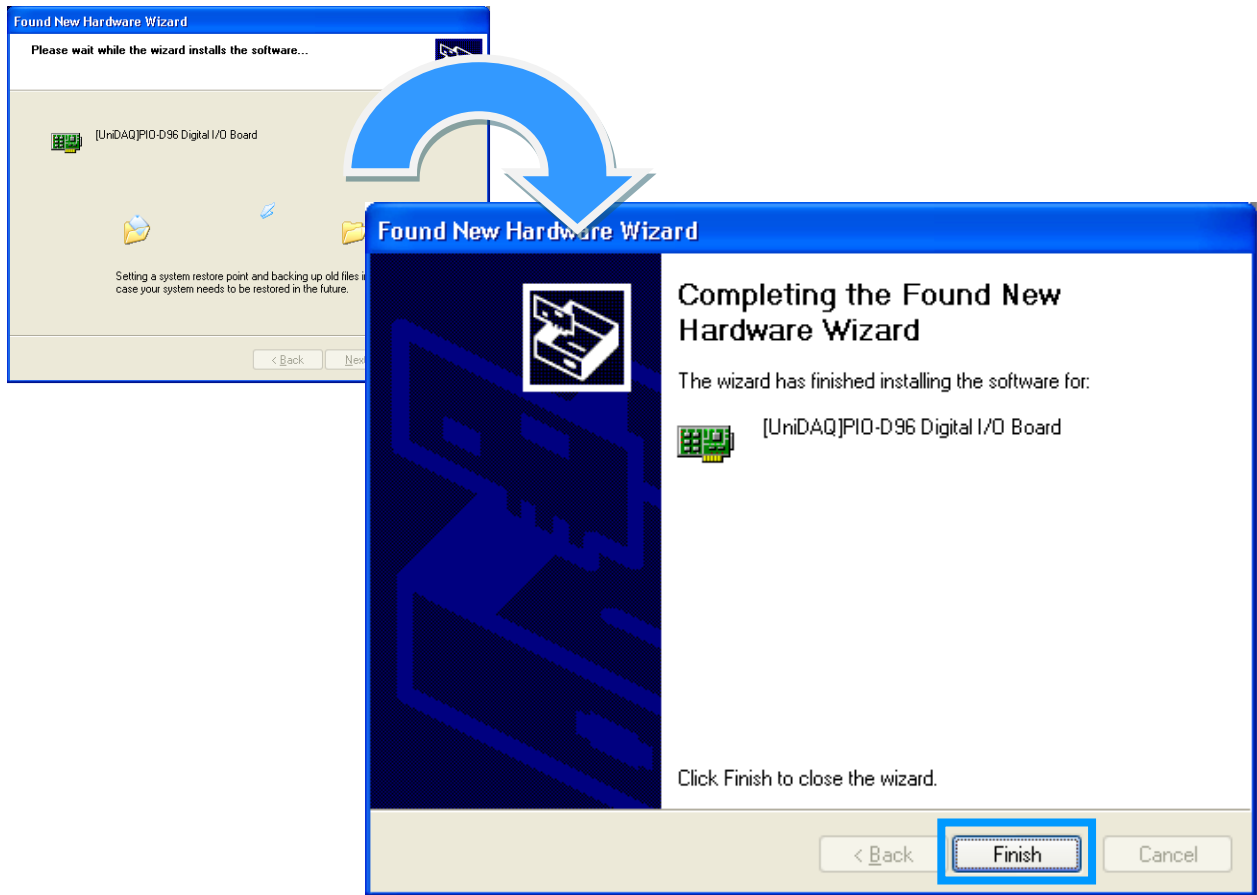 Found New Hardware Wizard
Please wait while the wizard installs the software...
[UniDAQ]PIO-D96 Digital I/O Board
Setting a system restore point and backing up old files
case your system needs to be restored in the future.
< Back
Found New Hardware Wizard
Completing the Found New
Hardware Wizard
The wizard has finished installing the software for:
[UniDAQ]PIO-D96 Digital I/O Board
Click Finish to close the wizard.
< Back Finish Cancel